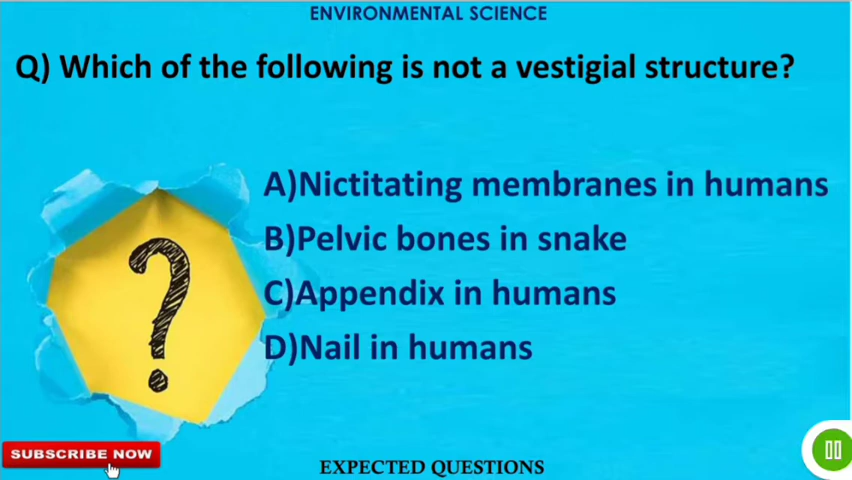 ENVIRONMENTAL SCIENCE
Q) Which of the following is not a vestigial structure?
A)Nictitating membranes in humans
B)Pelvic bones in snake
C)Appendix in humans
D)Nail in humans
SUBSCRIBE NOW
EXPECTED QUESTIONS